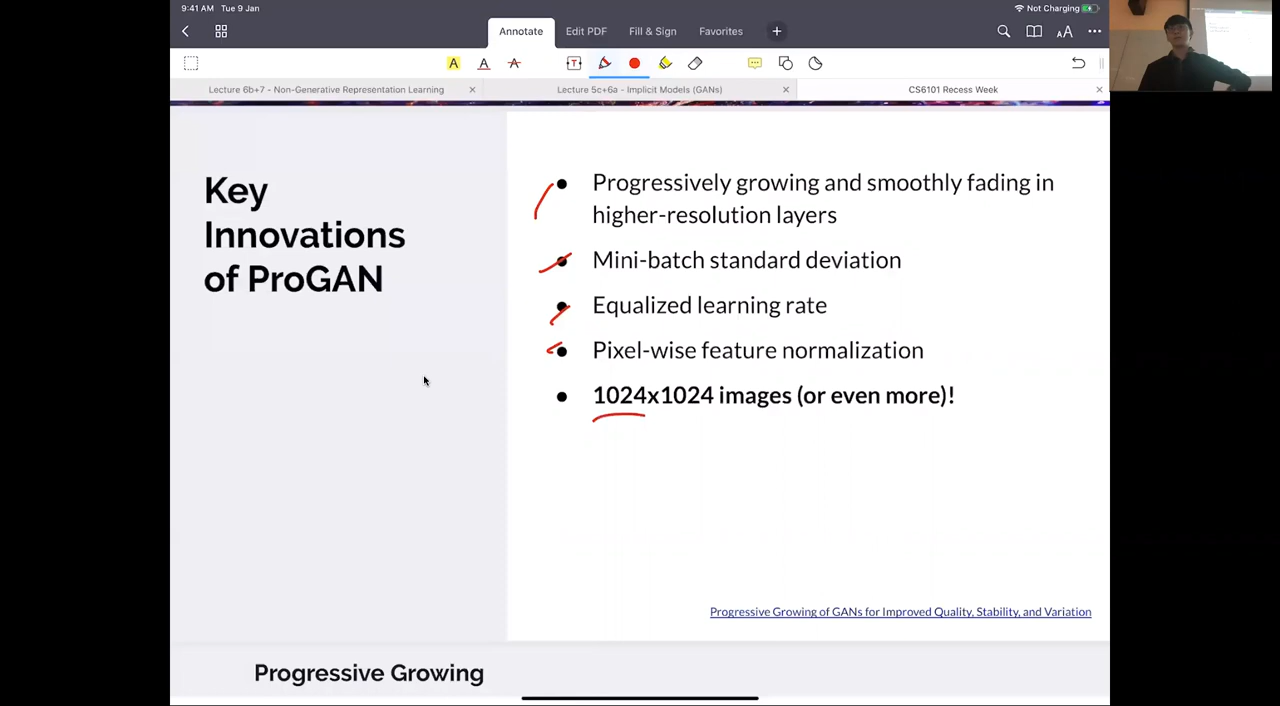 9:41 AM Tue 9 Jan
Not Charging
Annotate
Edit PDF
Fill & Sign
Favorites
Lecture 6b+7 - Non-Generative Representation Learning
Lecture 5c+6a - Implicit Models (GANs)
CS6101 Recess Week
Key
Innovations
of ProGAN
Progressively growing and smoothly fading in
higher-resolution layers
Mini-batch standard deviation
Equalized learning rate
Pixel-wise feature normalization
1024x1024 images (or even more)!
Progressive Growing of GANs for Improved Quality, Stability, and Variation
Progressive Growing